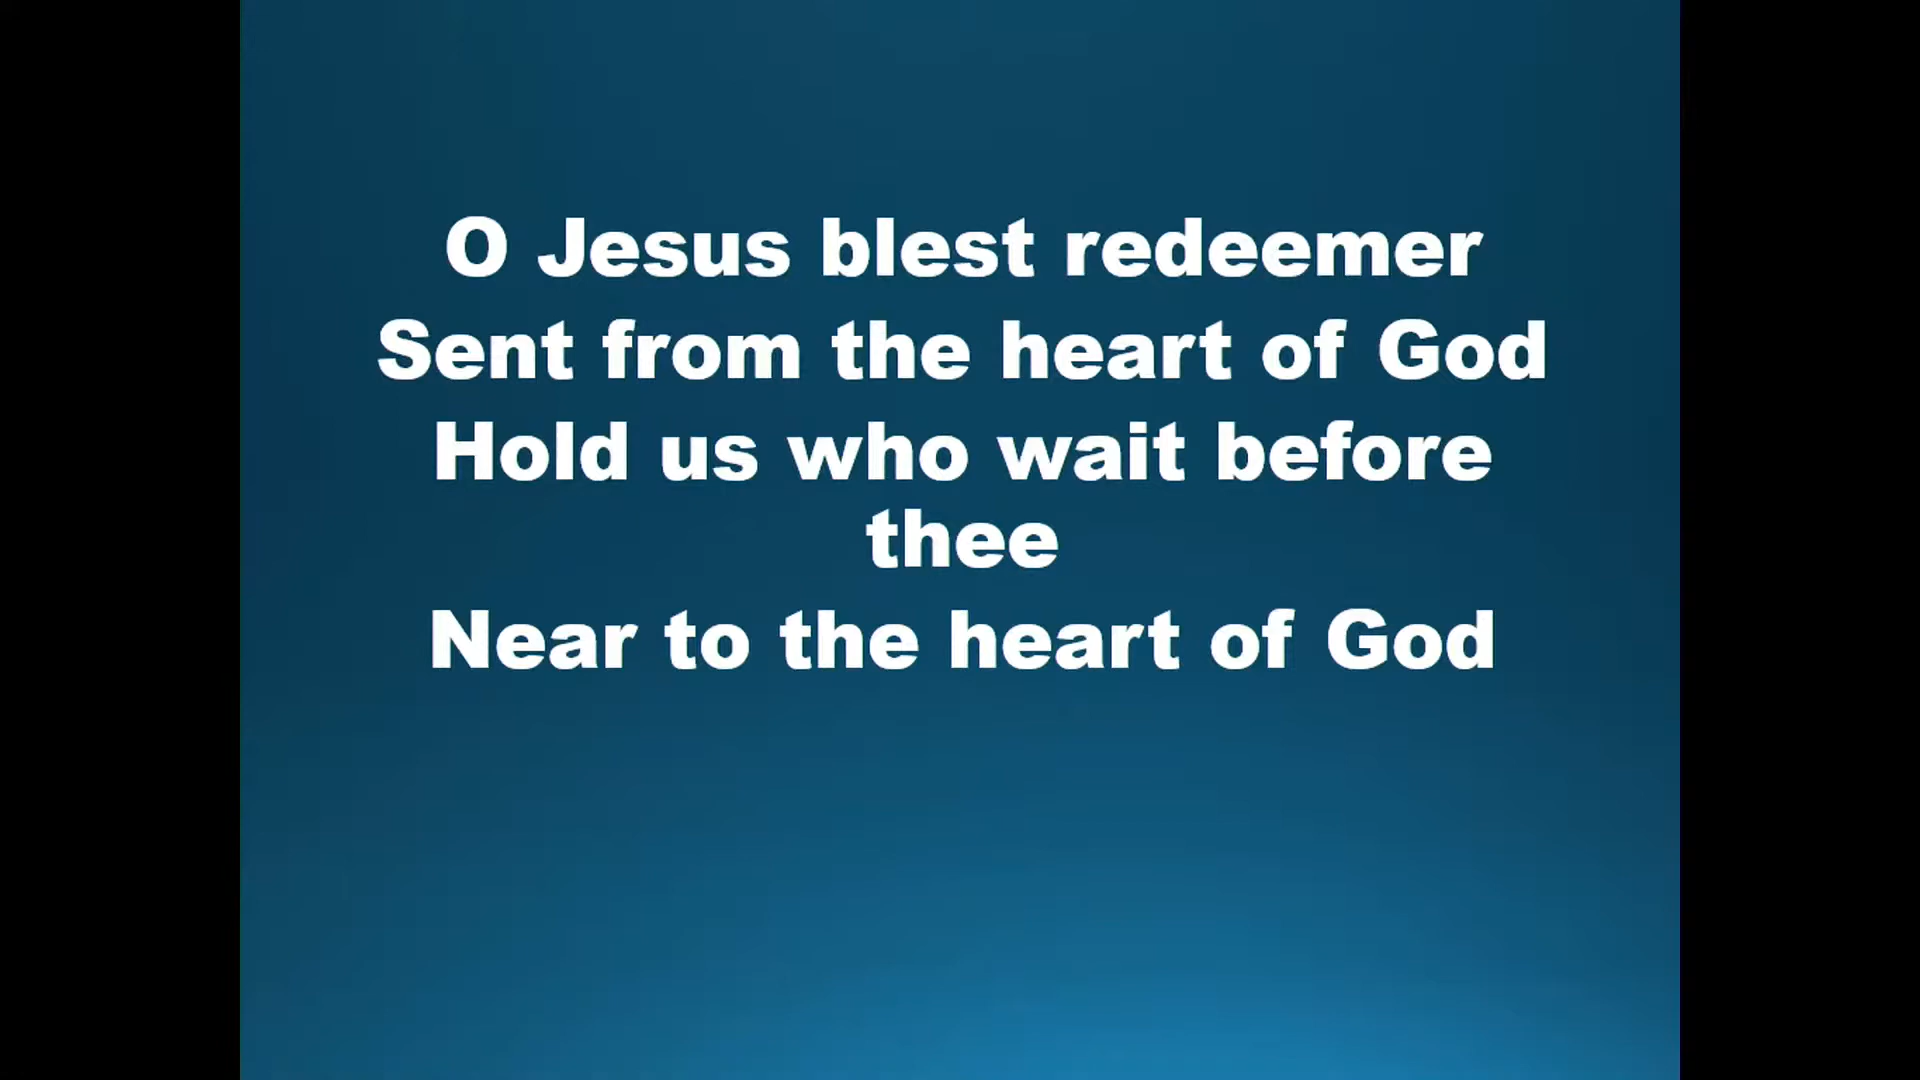 O Jesus blest redeemer
Sent from the heart of God
Hold us who wait before
thee
Near to the heart of God